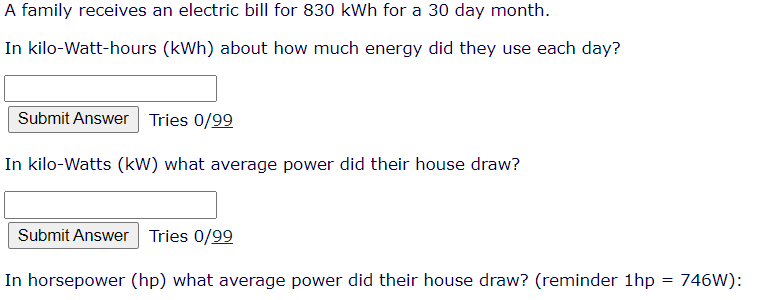 A family receives an electric bill for 830 kWh for a 30 day month.
In kilo-Watt-hours (kWh) about how much energy did they use each day?
Submit Answer Tries 0/99
In kilo-Watts (kW) what average power did their house draw?
Submit Answer Tries 0/99
In horsepower (hp) what average power did their house draw? (reminder 1hp = 746W):